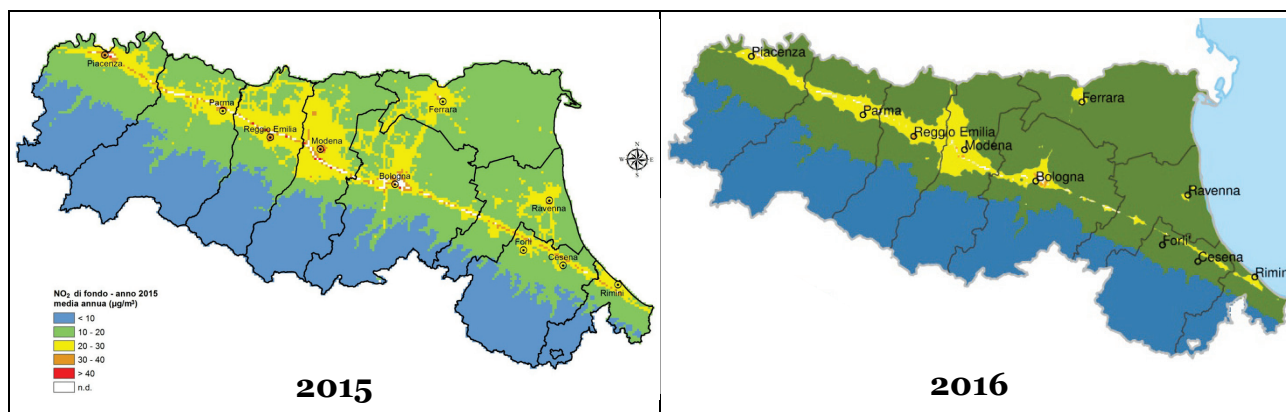 Piacenza
Parma
Reggio Emilia
Modena
Ferrara
Bologna
Ravenna
Forlì
Cesena
Rimini
N
W E
S
NO₂ di fondo - anno 2015
media annua (µg/m³)
< 10
10 - 20
20 - 30
30 - 40
> 40
n.d.
2015
Piacenza
Parma
Reggio Emilia
Modena
Ferrara
Bologna
Ravenna
Forli'
Cesena
Rimini
2016